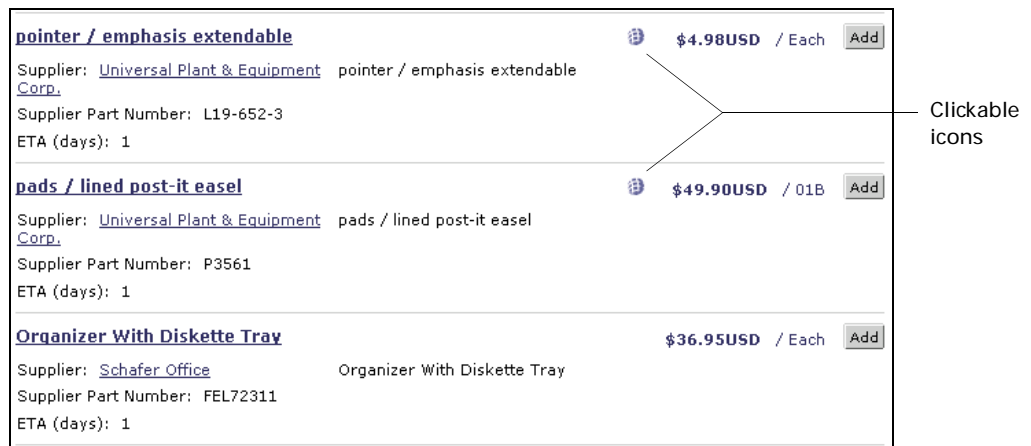 pointer / emphasis extendable $4.98USD / Each Add
Supplier: Universal Plant & Equipment Corp. pointer / emphasis extendable
Supplier Part Number: L19-652-3
ETA (days): 1
Clickable icons
pads / lined post-it easel $49.90USD / 01B Add
Supplier: Universal Plant & Equipment Corp. pads / lined post-it easel
Supplier Part Number: P3561
ETA (days): 1
Organizer With Diskette Tray $36.95USD / Each Add
Supplier: Schafer Office Organizer With Diskette Tray
Supplier Part Number: FEL72311
ETA (days): 1